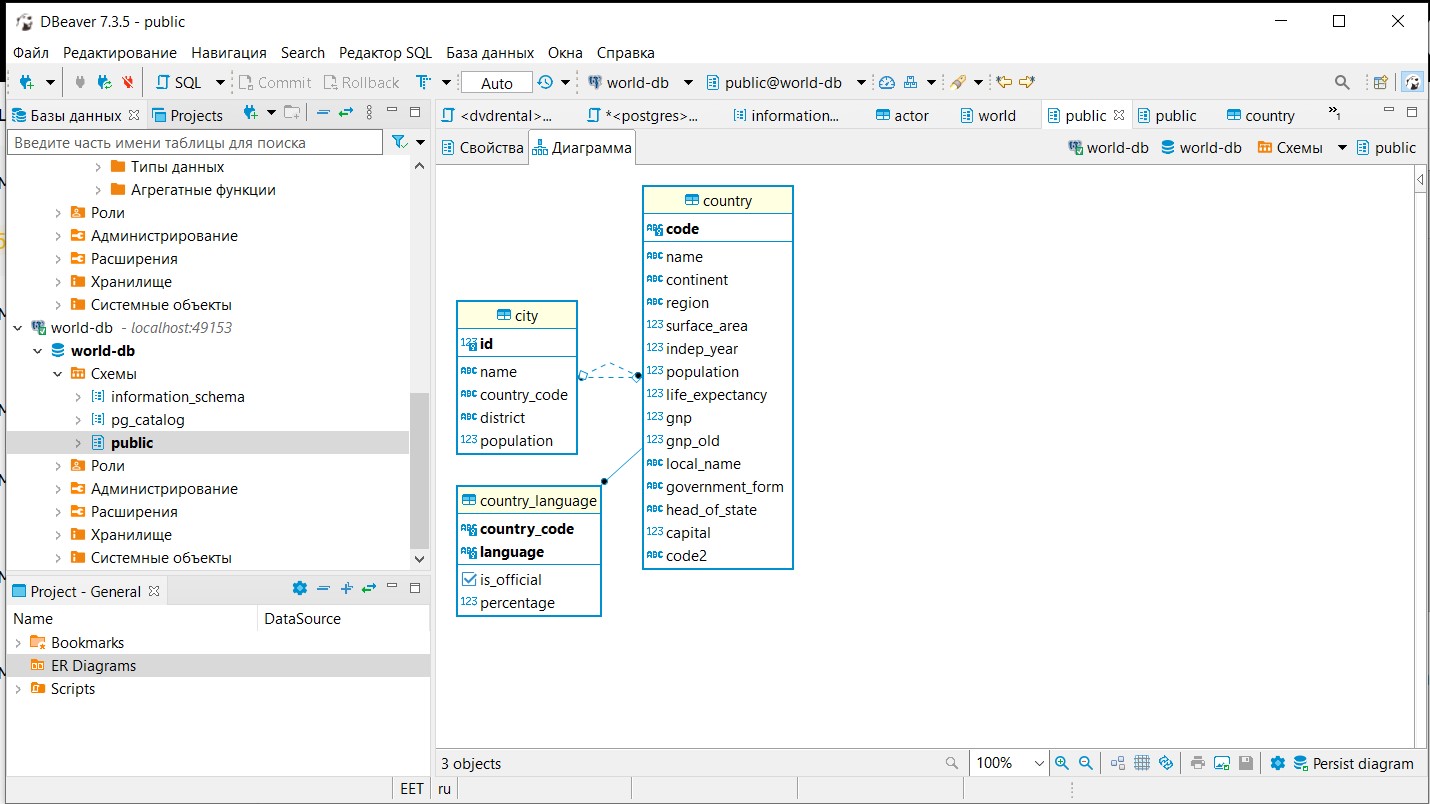 DBeaver 7.3.5 - public
Файл Редактирование Навигация Search Редактор SQL База данных Окна Справка
SQL Commit Rollback Auto world-db public@world-db
Базы данных Projects
<dvdrental>... *<postgres>... information... actor world public public country »1
Введите часть имени таблицы для поиска
Свойства Диаграмма world-db world-db Схемы public
Типы данных
Агрегатные функции
Роли
Администрирование
Расширения
Хранилище
Системные объекты
world-db - localhost:49153
world-db
Схемы
information_schema
pg_catalog
public
Роли
Администрирование
Расширения
Хранилище
Системные объекты
Project - General
Name DataSource
Bookmarks
ER Diagrams
Scripts
country
code
name
continent
region
surface_area
indep_year
population
life_expectancy
gnp
gnp_old
local_name
government_form
head_of_state
capital
code2
city
id
name
country_code
district
population
country_language
country_code
language
is_official
percentage
3 objects 100% Persist diagram
EET ru